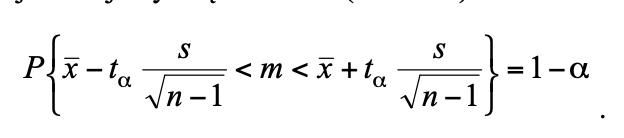 P{x̅ − t_α s/√(n−1) < m < x̅ + t_α s/√(n−1)} = 1−α .